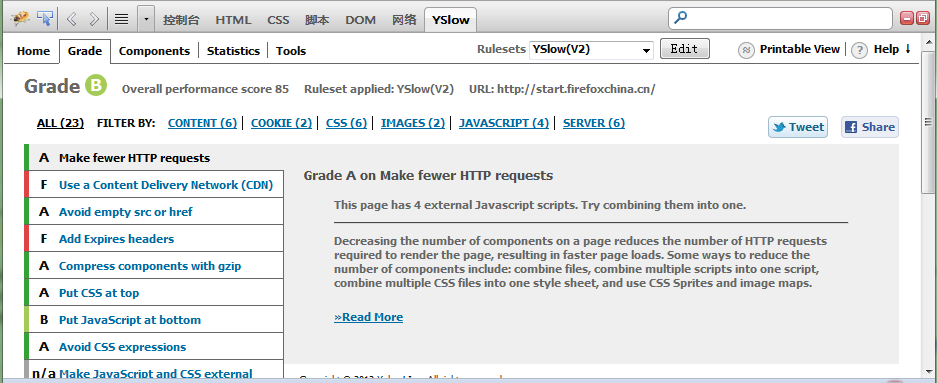 控制台 HTML CSS 脚本 DOM 网络 YSlow
Home Grade Components Statistics Tools Rulesets YSlow(V2) Edit Printable View ? Help
Grade B Overall performance score 85 Ruleset applied: YSlow(V2) URL: http://start.firefoxchina.cn/
ALL (23) FILTER BY: CONTENT (6) | COOKIE (2) | CSS (6) | IMAGES (2) | JAVASCRIPT (4) | SERVER (6) Tweet Share
A Make fewer HTTP requests
F Use a Content Delivery Network (CDN)
A Avoid empty src or href
F Add Expires headers
A Compress components with gzip
A Put CSS at top
B Put JavaScript at bottom
A Avoid CSS expressions
n/a Make JavaScript and CSS external
Grade A on Make fewer HTTP requests
This page has 4 external Javascript scripts. Try combining them into one.
Decreasing the number of components on a page reduces the number of HTTP requests
required to render the page, resulting in faster page loads. Some ways to reduce the
number of components include: combine files, combine multiple scripts into one script,
combine multiple CSS files into one style sheet, and use CSS Sprites and image maps.
»Read More